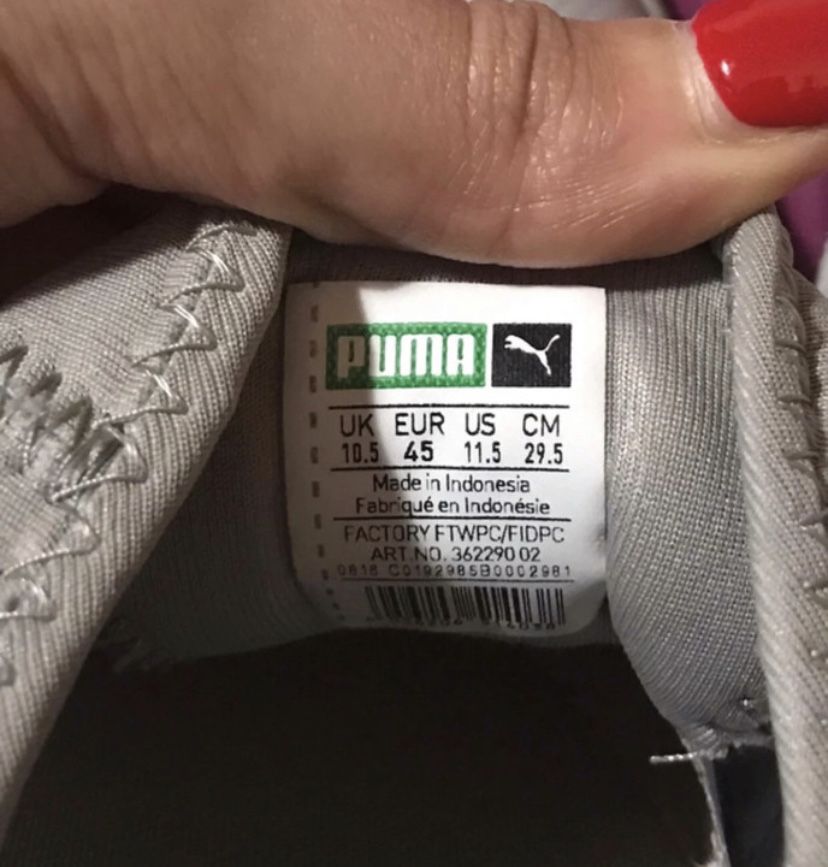 PUMA
UK EUR US CM
10.5 45 11.5 29.5
Made in Indonesia
Fabriqué en Indonésie
FACTORY FTWPC/FIDPC
ART.NO. 362290 02
0816 C0192985B0002981